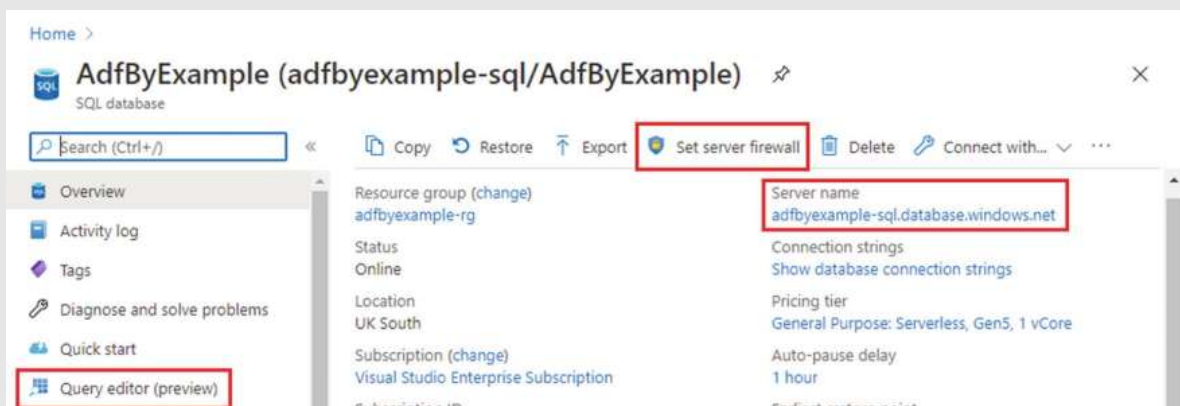 Home >
AdfByExample (adfbyexample-sql/AdfByExample)
SQL
SQL database
Search (Ctrl+/)
«
Copy Restore Export Set server firewall Delete Connect with... ...
Overview
Activity log
Tags
Diagnose and solve problems
Quick start
Query editor (preview)
Resource group (change)
adfbyexample-rg
Status
Online
Location
UK South
Subscription (change)
Visual Studio Enterprise Subscription
Server name
adfbyexample-sql.database.windows.net
Connection strings
Show database connection strings
Pricing tier
General Purpose: Serverless, Gen5, 1 vCore
Auto-pause delay
1 hour